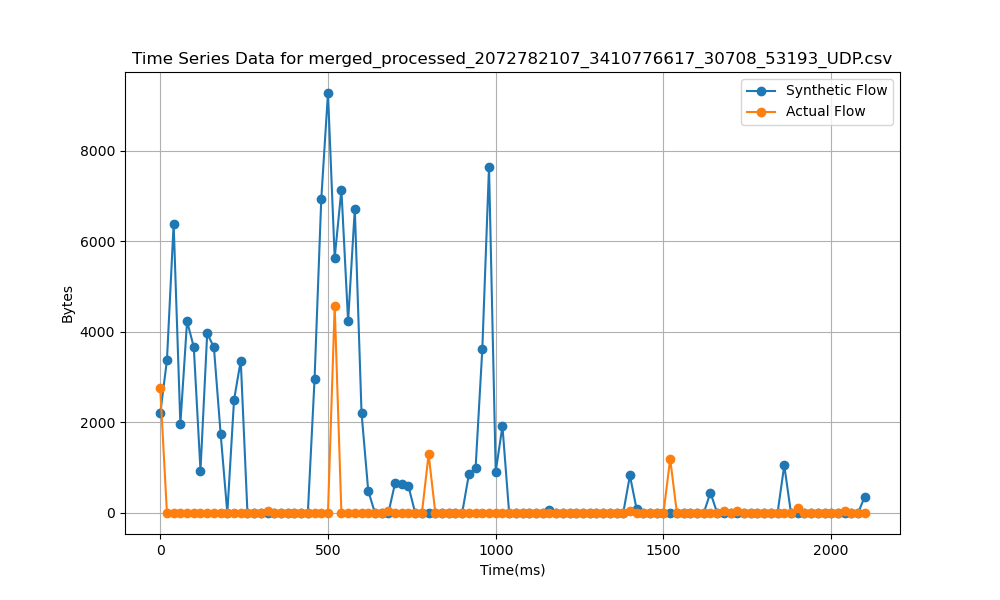 Time Series Data for merged_processed_2072782107_3410776617_30708_53193_UDP.csv
Synthetic Flow
Actual Flow
Bytes
8000
6000
4000
2000
0
0 500 1000 1500 2000
Time(ms)